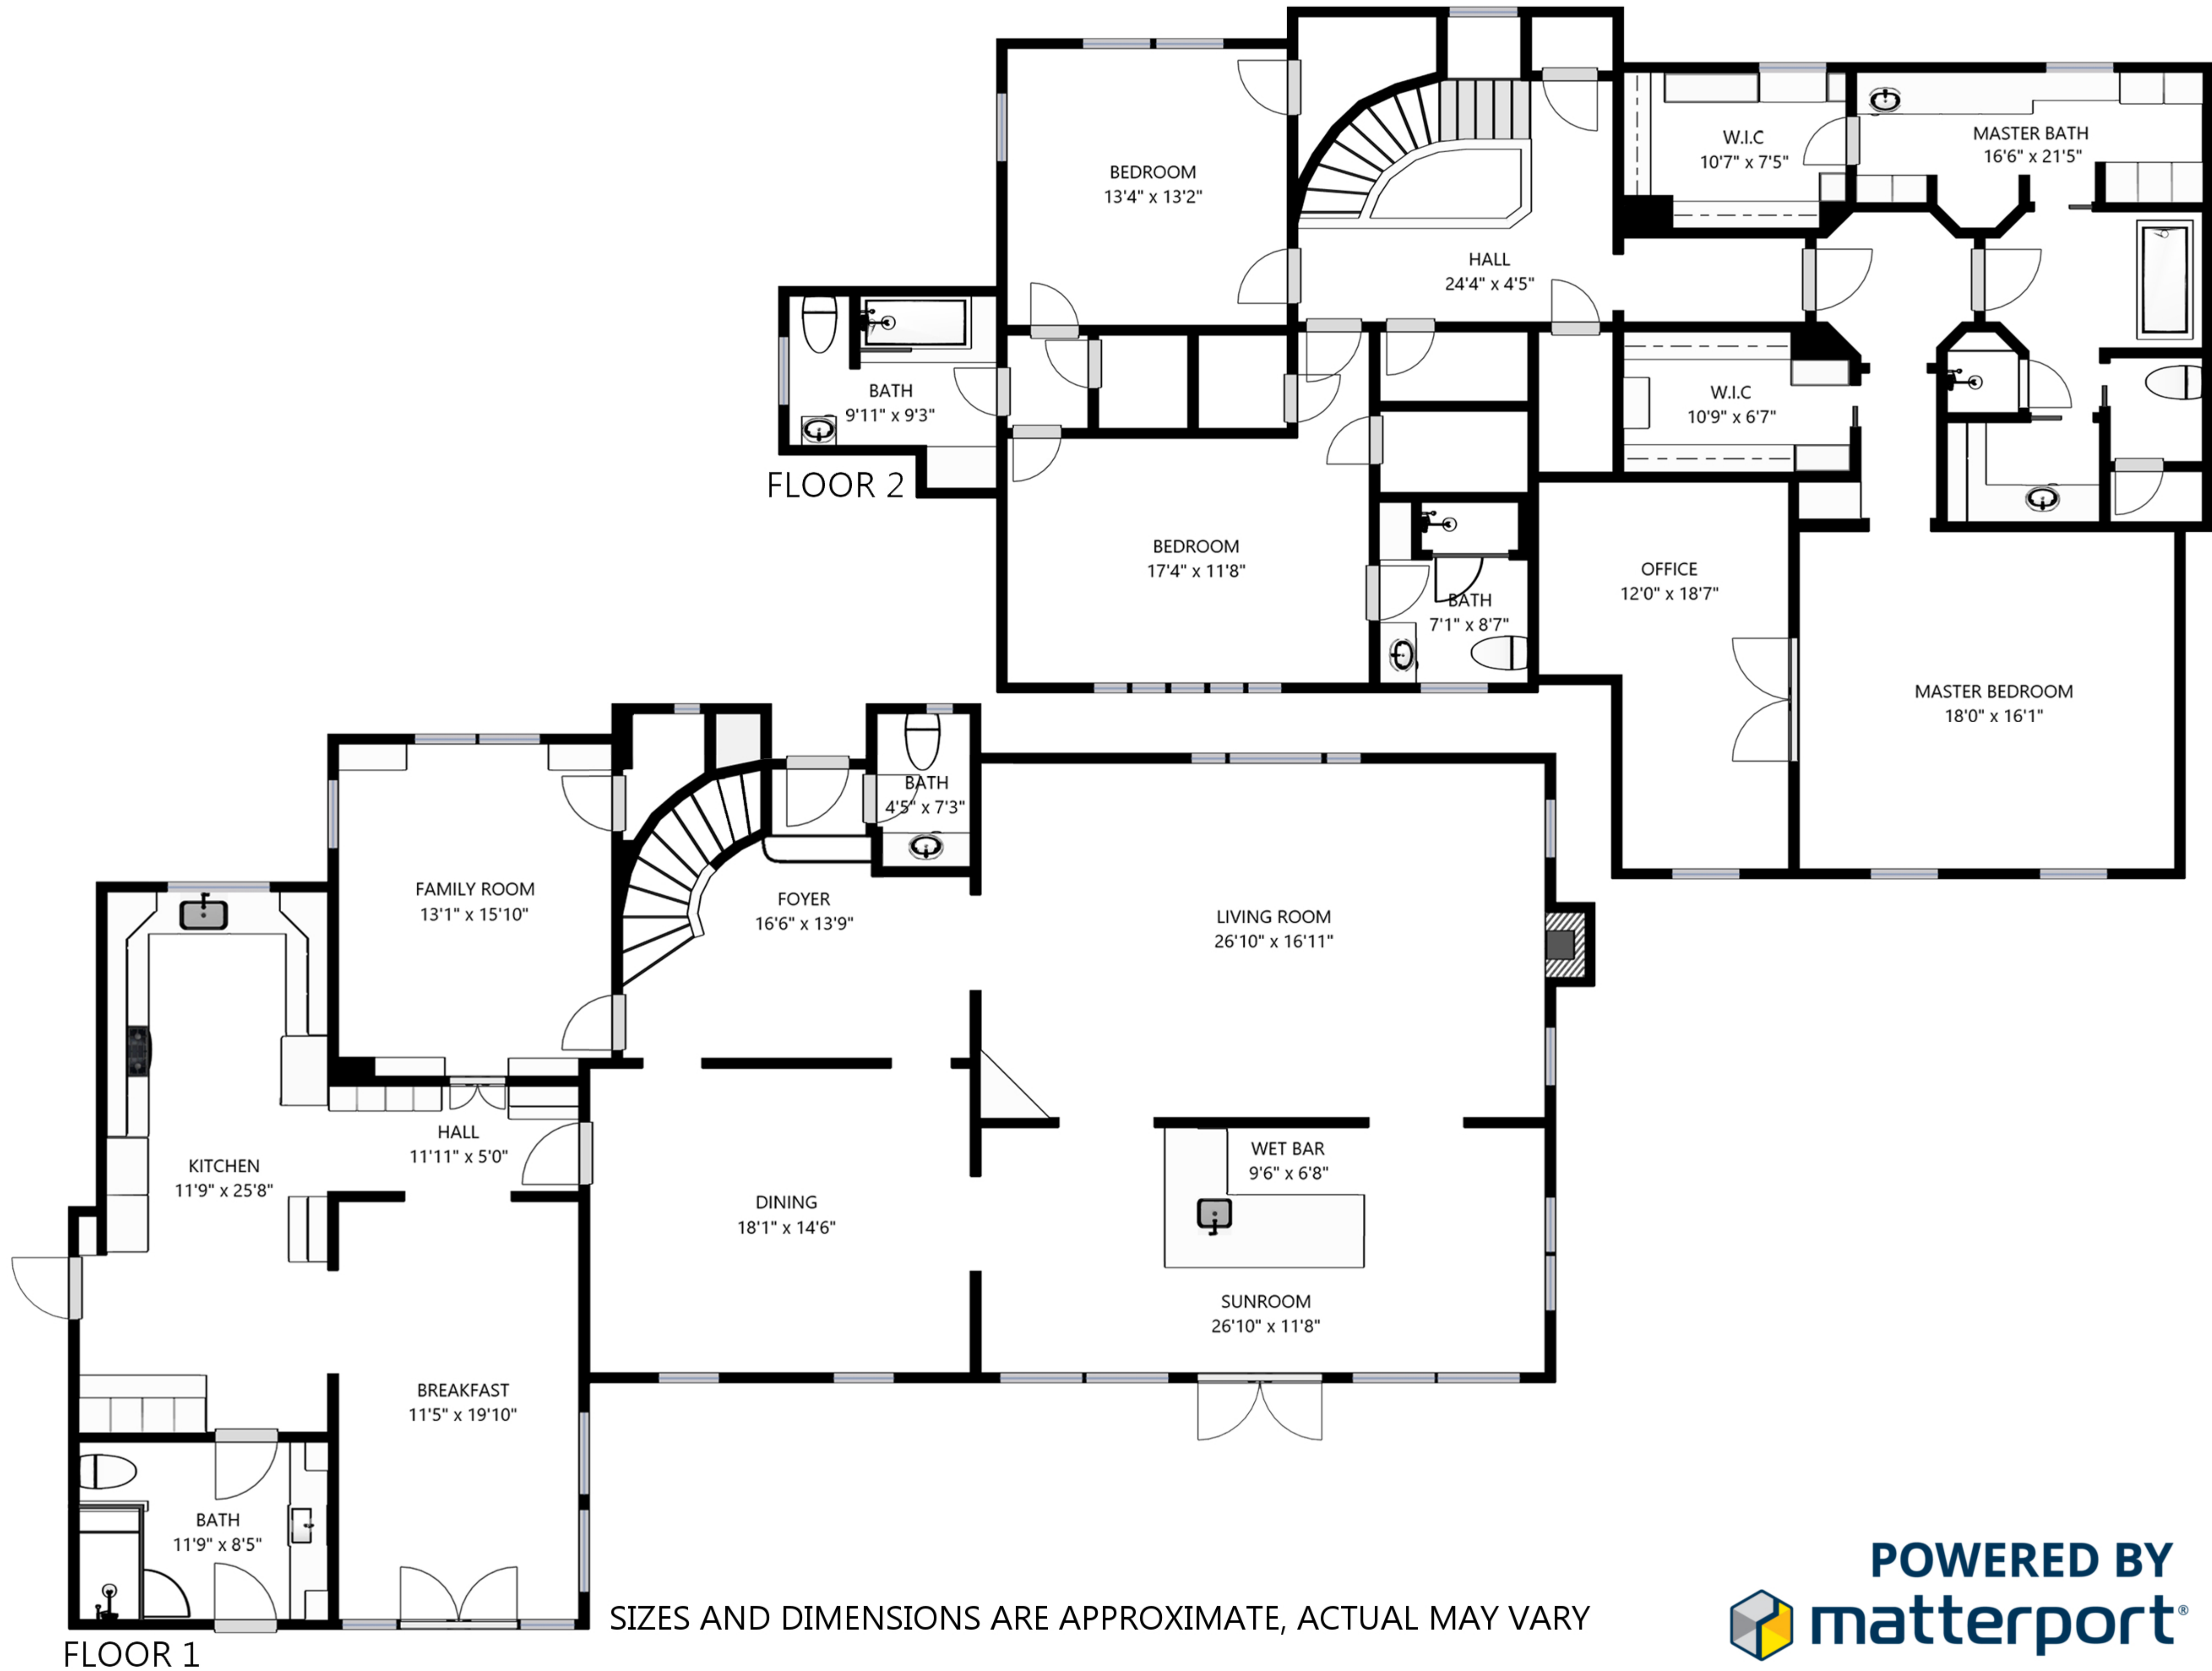 BEDROOM
13'4" x 13'2"
W.I.C
10'7" x 7'5"
MASTER BATH
16'6" x 21'5"
HALL
24'4" x 4'5"
BATH
9'11" x 9'3"
W.I.C
10'9" x 6'7"
FLOOR 2
BEDROOM
17'4" x 11'8"
BATH
7'1" x 8'7"
OFFICE
12'0" x 18'7"
MASTER BEDROOM
18'0" x 16'1"
BATH
4'5" x 7'3"
FAMILY ROOM
13'1" x 15'10"
FOYER
16'6" x 13'9"
LIVING ROOM
26'10" x 16'11"
HALL
11'11" x 5'0"
KITCHEN
11'9" x 25'8"
WET BAR
9'6" x 6'8"
DINING
18'1" x 14'6"
SUNROOM
26'10" x 11'8"
BREAKFAST
11'5" x 19'10"
BATH
11'9" x 8'5"
FLOOR 1
SIZES AND DIMENSIONS ARE APPROXIMATE, ACTUAL MAY VARY
POWERED BY
matterport®